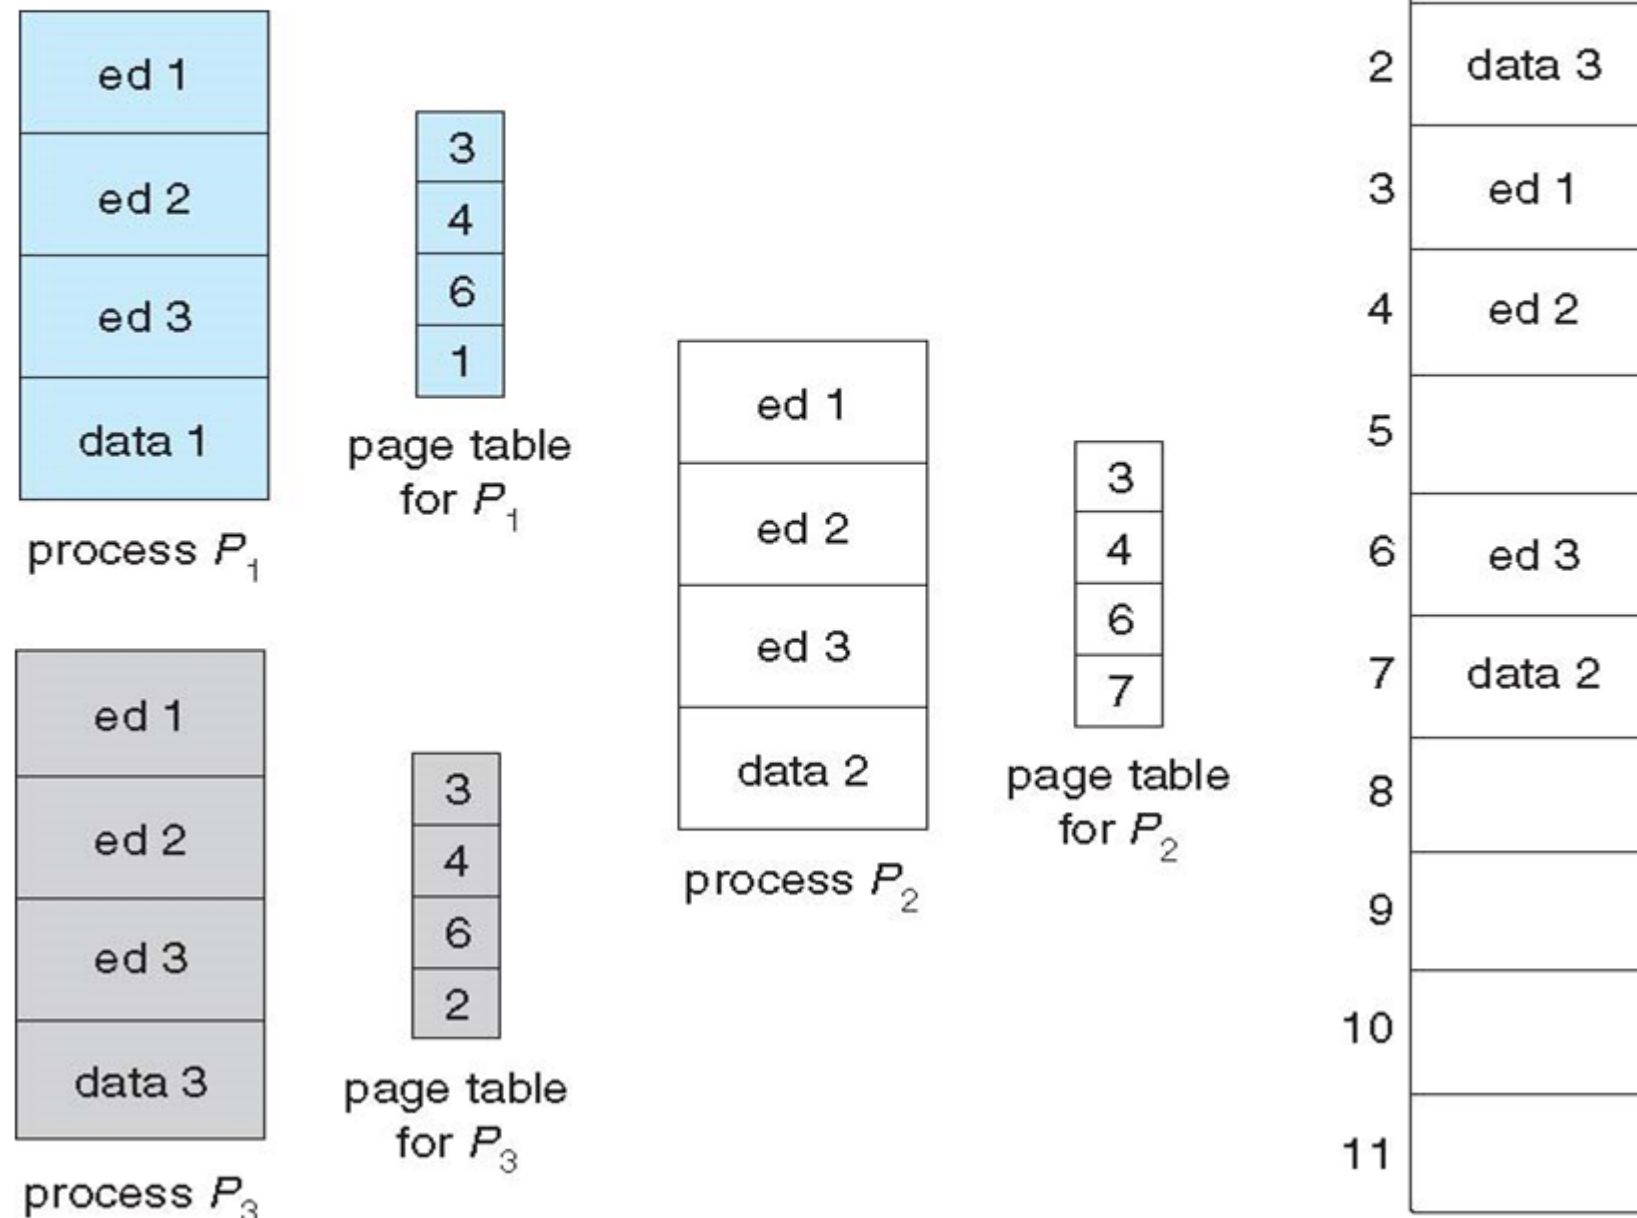 ed 1
ed 2
ed 3
data 1
process P1
3
4
6
1
page table
for P1
ed 1
ed 2
ed 3
data 2
process P2
3
4
6
7
page table
for P2
ed 1
ed 2
ed 3
data 3
process P3
3
4
6
2
page table
for P3
2 data 3
3 ed 1
4 ed 2
5
6 ed 3
7 data 2
8
9
10
11